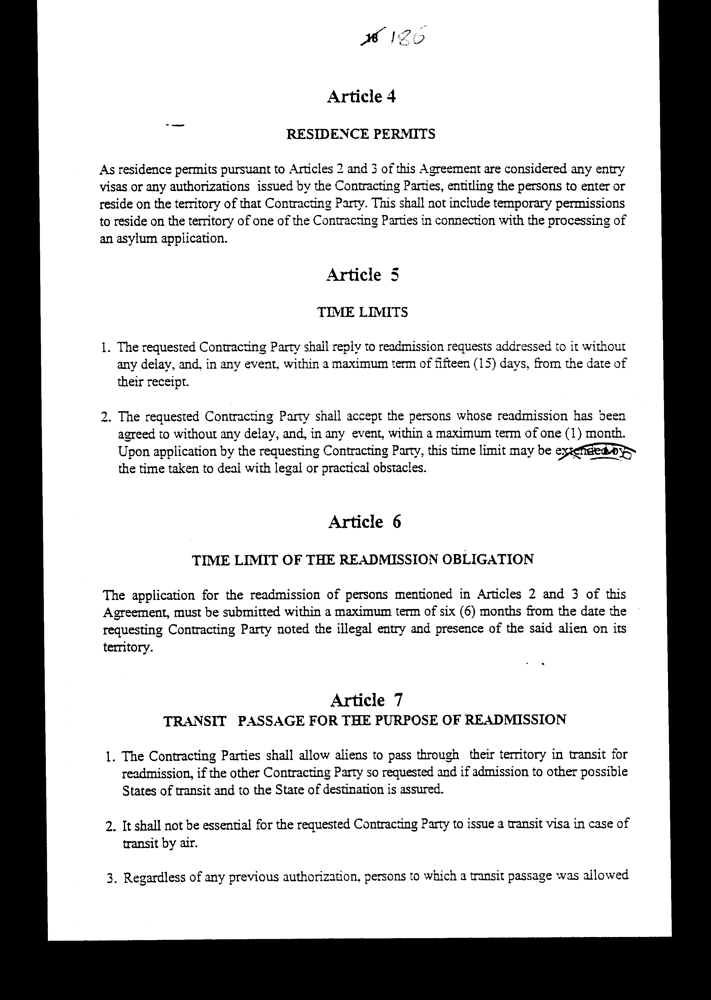 18 186
Article 4
RESIDENCE PERMITS
As residence permits pursuant to Articles 2 and 3 of this Agreement are considered any entry
visas or any authorizations issued by the Contracting Parties, entitling the persons to enter or
reside on the territory of that Contracting Party. This shall not include temporary permissions
to reside on the territory of one of the Contracting Parties in connection with the processing of
an asylum application.
Article 5
TIME LIMITS
1. The requested Contracting Party shall reply to readmission requests addressed to it without
any delay, and, in any event, within a maximum term of fifteen (15) days, from the date of
their receipt.
2. The requested Contracting Party shall accept the persons whose readmission has been
agreed to without any delay, and, in any event, within a maximum term of one (1) month.
Upon application by the requesting Contracting Party, this time limit may be extended by
the time taken to deal with legal or practical obstacles.
Article 6
TIME LIMIT OF THE READMISSION OBLIGATION
The application for the readmission of persons mentioned in Articles 2 and 3 of this
Agreement, must be submitted within a maximum term of six (6) months from the date the
requesting Contracting Party noted the illegal entry and presence of the said alien on its
territory.
Article 7
TRANSIT PASSAGE FOR THE PURPOSE OF READMISSION
1. The Contracting Parties shall allow aliens to pass through their territory in transit for
readmission, if the other Contracting Party so requested and if admission to other possible
States of transit and to the State of destination is assured.
2. It shall not be essential for the requested Contracting Party to issue a transit visa in case of
transit by air.
3. Regardless of any previous authorization, persons to which a transit passage was allowed